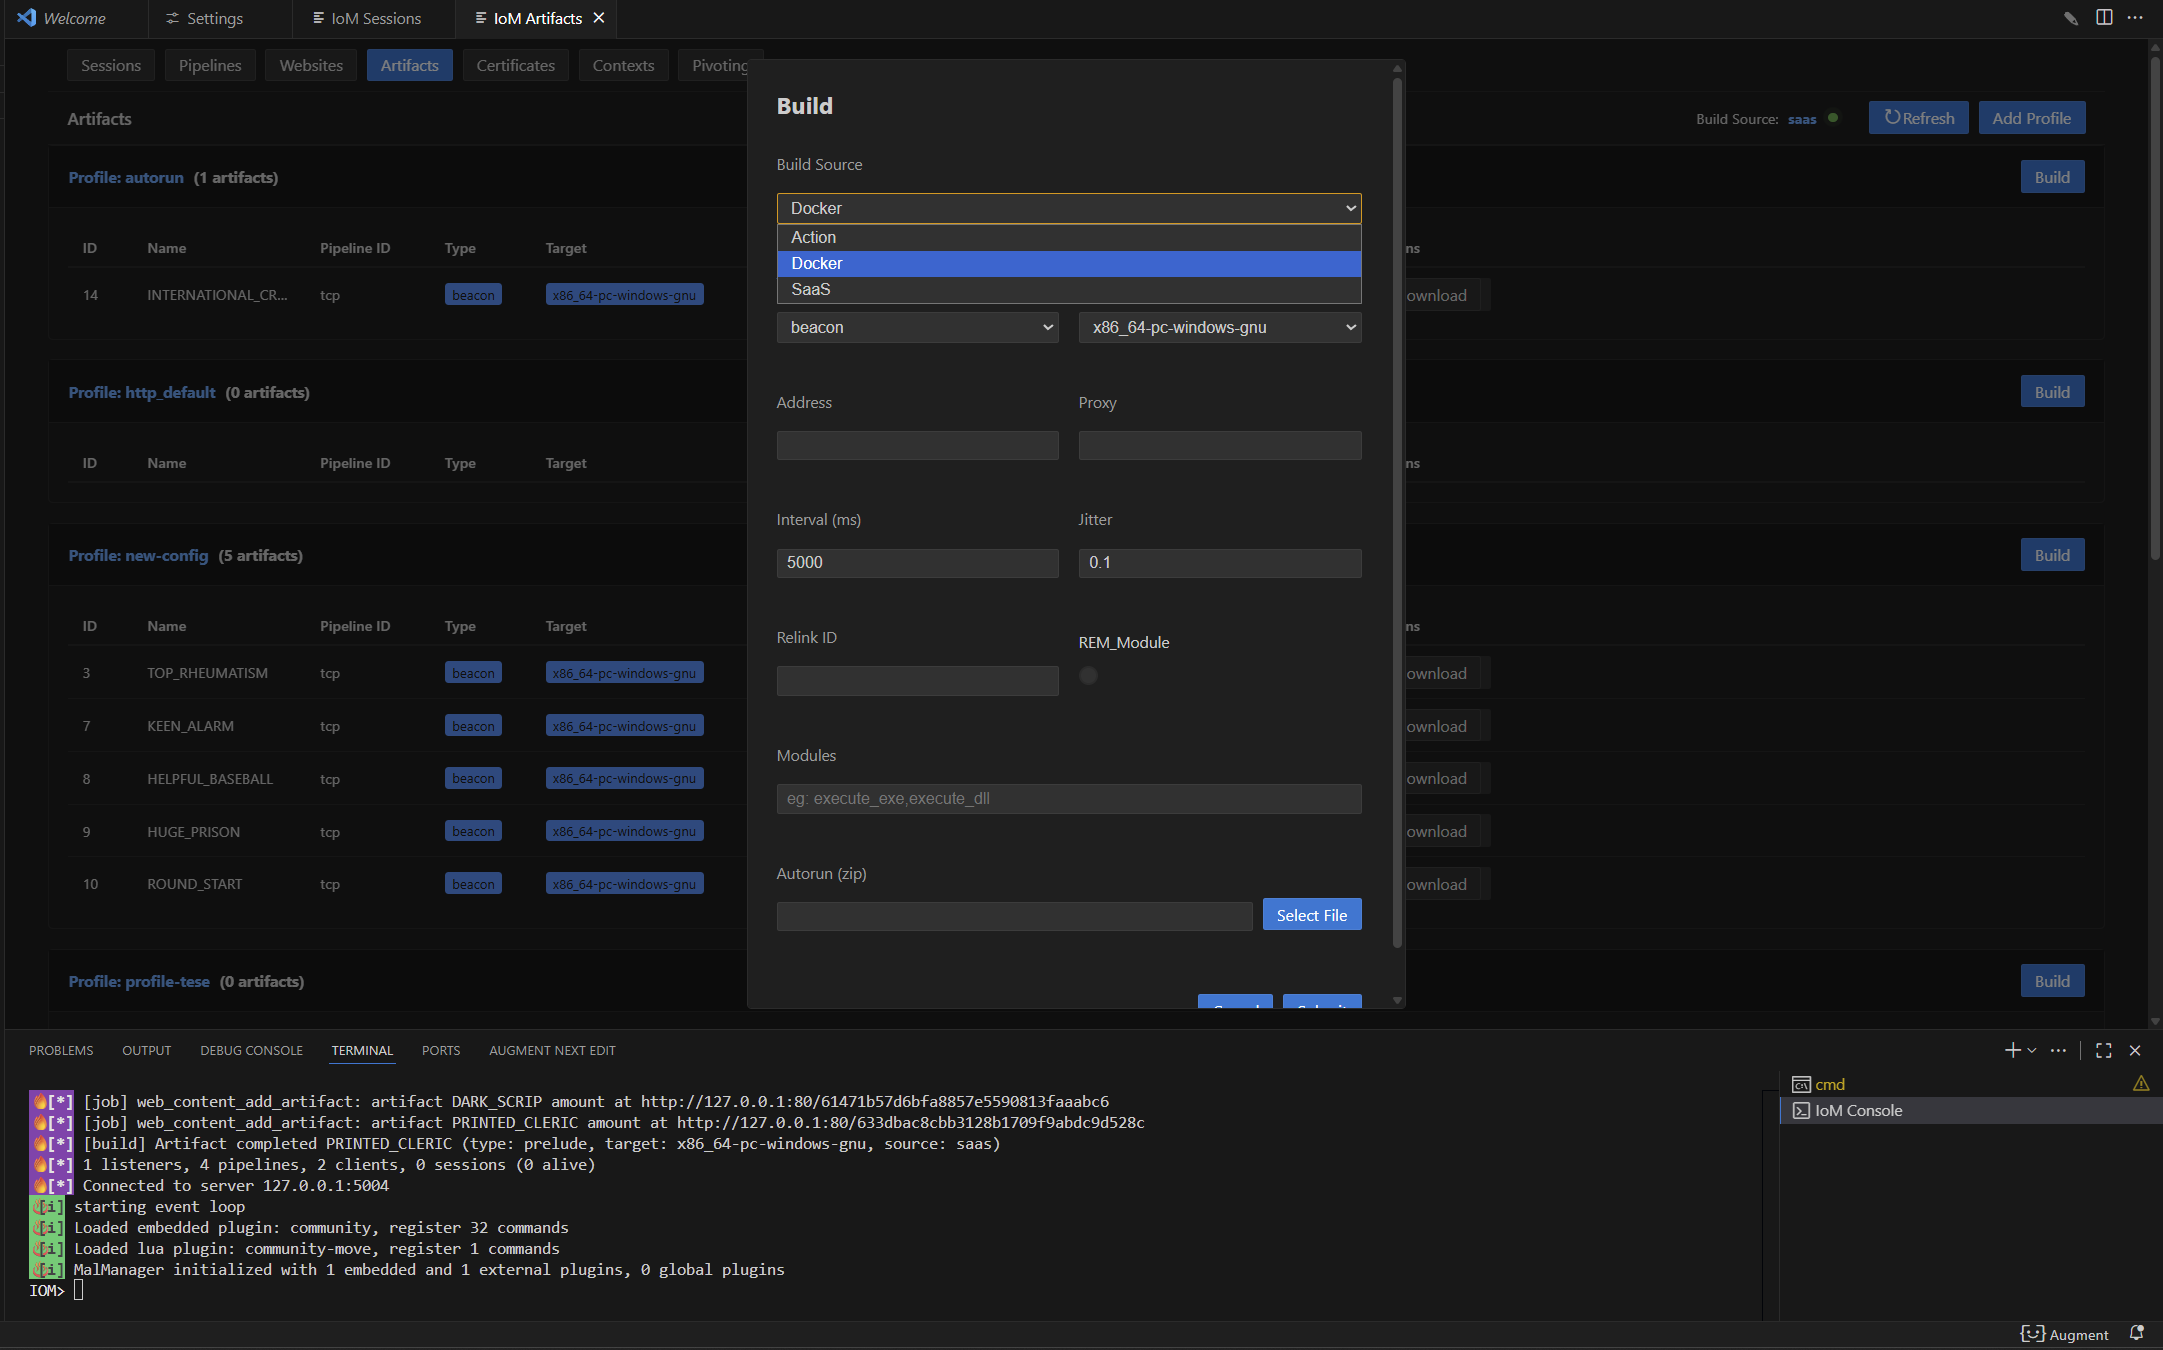 Welcome
Settings
IoM Sessions
IoM Artifacts
Sessions
Pipelines
Websites
Artifacts
Certificates
Contexts
Pivoting
Artifacts
Build Source: saas
Refresh
Add Profile
Profile: autorun (1 artifacts)
Build
ID Name Pipeline ID Type Target ns
14 INTERNATIONAL_CR... tcp beacon x86_64-pc-windows-gnu ownload
Profile: http_default (0 artifacts)
Build
ID Name Pipeline ID Type Target ns
Profile: new-config (5 artifacts)
Build
ID Name Pipeline ID Type Target ns
3 TOP_RHEUMATISM tcp beacon x86_64-pc-windows-gnu ownload
7 KEEN_ALARM tcp beacon x86_64-pc-windows-gnu ownload
8 HELPFUL_BASEBALL tcp beacon x86_64-pc-windows-gnu ownload
9 HUGE_PRISON tcp beacon x86_64-pc-windows-gnu ownload
10 ROUND_START tcp beacon x86_64-pc-windows-gnu ownload
Profile: profile-tese (0 artifacts)
Build
Build
Build Source
Docker
Action
Docker
SaaS
beacon x86_64-pc-windows-gnu
Address Proxy
Interval (ms) Jitter
5000 0.1
Relink ID REM_Module
Modules
eg: execute_exe,execute_dll
Autorun (zip)
Select File
PROBLEMS OUTPUT DEBUG CONSOLE TERMINAL PORTS AUGMENT NEXT EDIT
[*] [job] web_content_add_artifact: artifact DARK_SCRIP amount at http://127.0.0.1:80/61471b57d6bfa8857e5590813faaabc6
[*] [job] web_content_add_artifact: artifact PRINTED_CLERIC amount at http://127.0.0.1:80/633dbac8cbb3128b1709f9abdc9d528c
[*] [build] Artifact completed PRINTED_CLERIC (type: prelude, target: x86_64-pc-windows-gnu, source: saas)
[*] 1 listeners, 4 pipelines, 2 clients, 0 sessions (0 alive)
[*] Connected to server 127.0.0.1:5004
[i] starting event loop
[i] Loaded embedded plugin: community, register 32 commands
[i] Loaded lua plugin: community-move, register 1 commands
[i] MalManager initialized with 1 embedded and 1 external plugins, 0 global plugins
IOM>
cmd
IoM Console
Augment